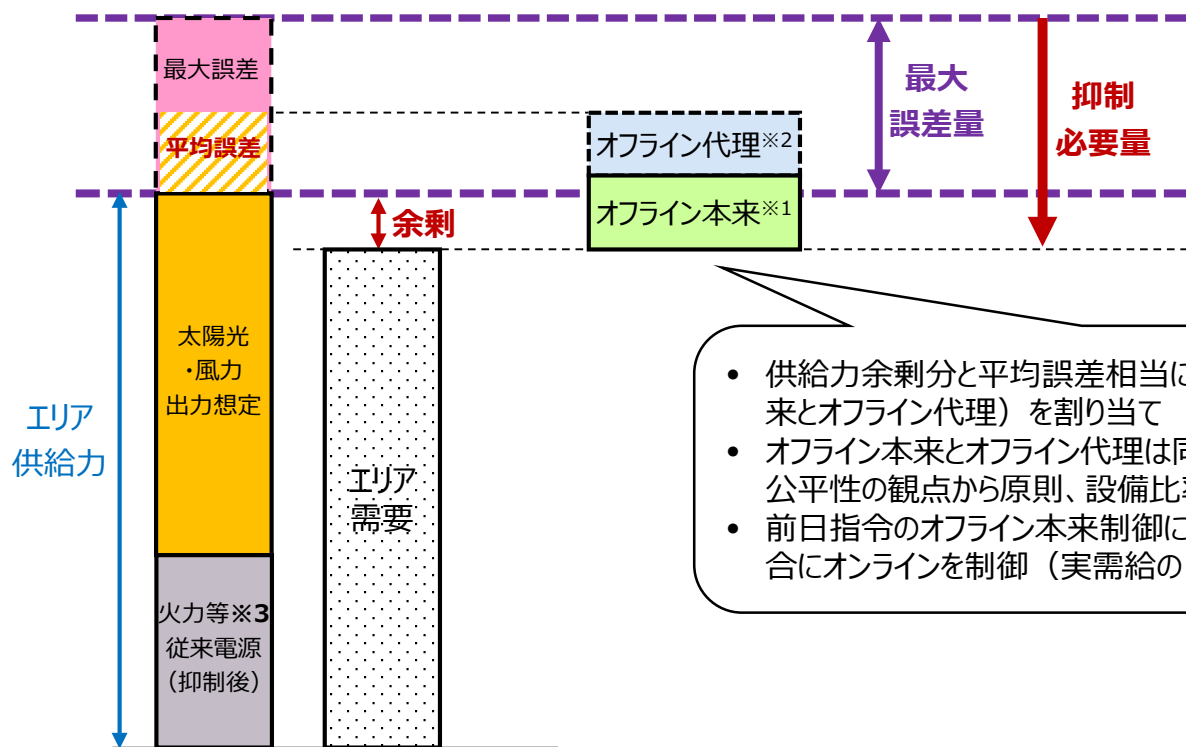 最大誤差
平均誤差
太陽光
・風力
出力想定
火力等※3
従来電源
(抑制後)
エリア
供給力
余剰
エリア
需要
オフライン代理※2
オフライン本来※1
最大
誤差量
抑制
必要量
• 供給力余剰分と平均誤差相当に
来とオフライン代理）を割り当て
• オフライン本来とオフライン代理は同
公平性の観点から原則、設備比
• 前日指令のオフライン本来制御に
合にオンラインを制御（実需給の